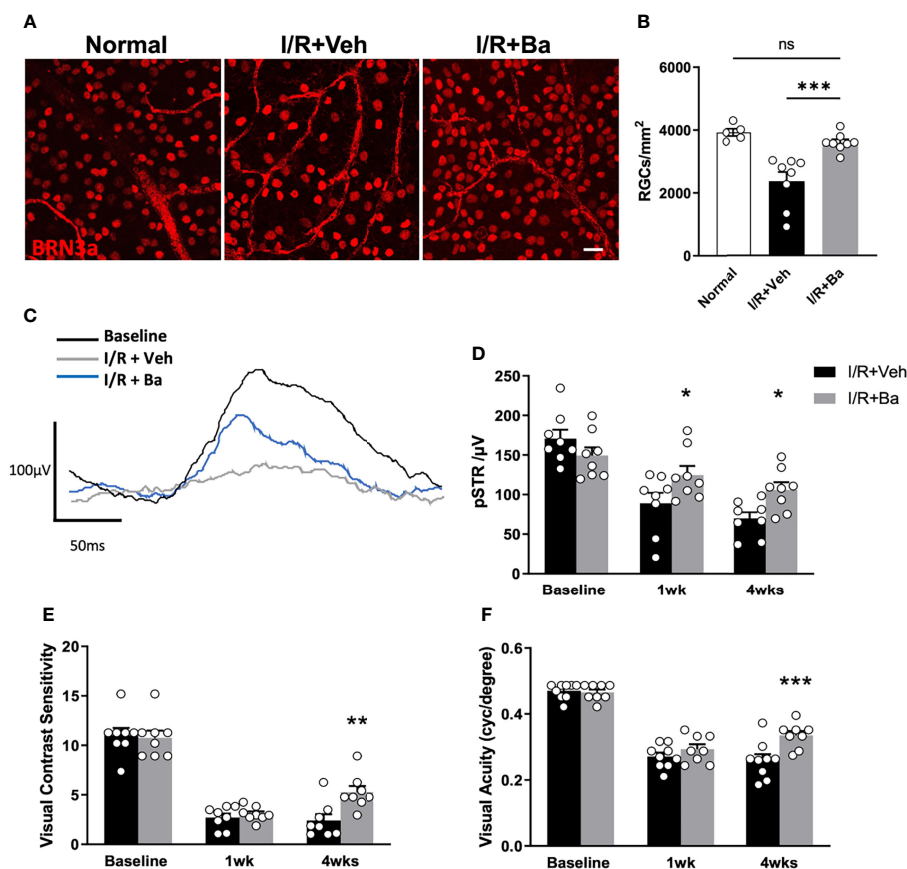 A
Normal
I/R+Veh
I/R+Ba
BRN3a
B
ns
***
6000
4000
2000
0
RGCs/mm²
Normal
I/R+Veh
I/R+Ba
C
Baseline
I/R + Veh
I/R + Ba
100µV
50ms
D
I/R+Veh
I/R+Ba
250
200
150
100
50
0
pSTR /µV
*
*
Baseline
1wk
4wks
E
20
15
10
5
0
Visual Contrast Sensitivity
**
Baseline
1wk
4wks
F
0.6
0.4
0.2
0.0
Visual Acuity (cyc/degree)
***
Baseline
1wk
4wks